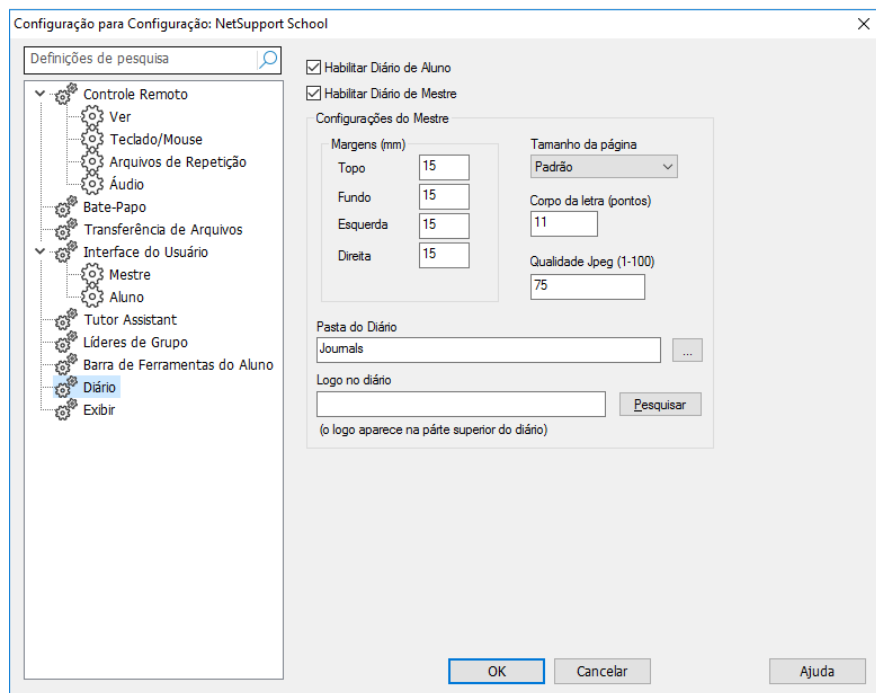 Configuração para Configuração: NetSupport School
Definições de pesquisa
Controle Remoto
Ver
Teclado/Mouse
Arquivos de Repetição
Áudio
Bate-Papo
Transferência de Arquivos
Interface do Usuário
Mestre
Aluno
Tutor Assistant
Líderes de Grupo
Barra de Ferramentas do Aluno
Diário
Exibir
Habilitar Diário de Aluno
Habilitar Diário de Mestre
Configurações do Mestre
Margens (mm)
Topo 15
Fundo 15
Esquerda 15
Direita 15
Tamanho da página
Padrão
Corpo da letra (pontos)
11
Qualidade Jpeg (1-100)
75
Pasta do Diário
Journals
...
Logo no diário
Pesquisar
(o logo aparece na párte superior do diário)
OK Cancelar Ajuda